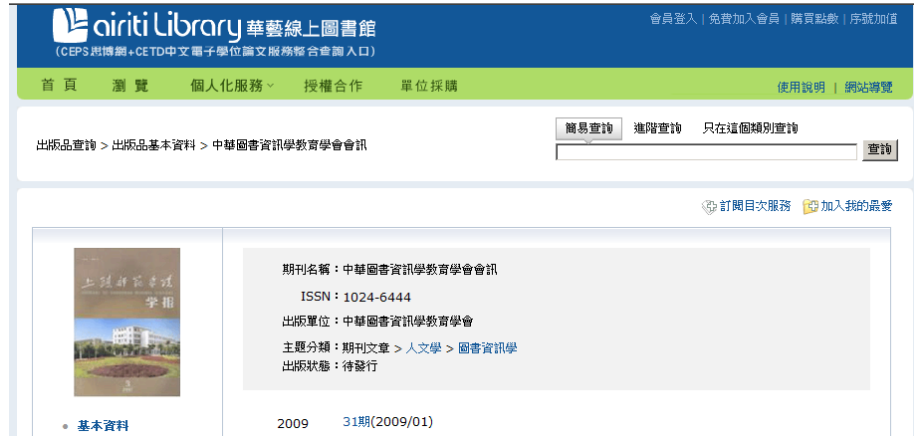 airiti Library 華藝線上圖書館
(CEPS思博網+CETD中文電子學位論文服務整合查詢入口)
會員登入 | 免費加入會員 | 購買點數 | 序號加值
首頁 瀏覽 個人化服務 授權合作 單位採購
使用說明 | 網站導覽
簡易查詢 進階查詢 只在這個類別查詢
出版品查詢 > 出版品基本資料 > 中華圖書資訊學教育學會會訊
查詢
訂閱目次服務 加入我的最愛
学报
期刊名稱：中華圖書資訊學教育學會會訊
ISSN：1024-6444
出版單位：中華圖書資訊學教育學會
主題分類：期刊文章 > 人文學 > 圖書資訊學
出版狀態：待發行
基本資料
2009 31期(2009/01)